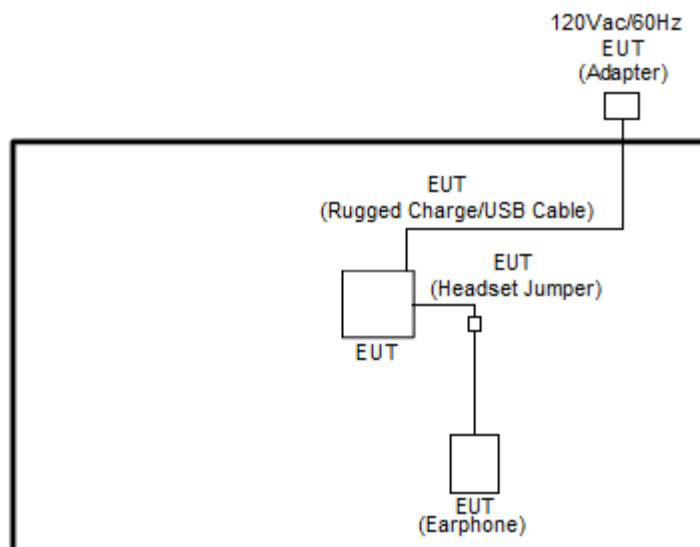 120Vac/60Hz
EUT
(Adapter)
EUT
(Rugged Charge/USB Cable)
EUT
(Headset Jumper)
EUT
EUT
(Earphone)